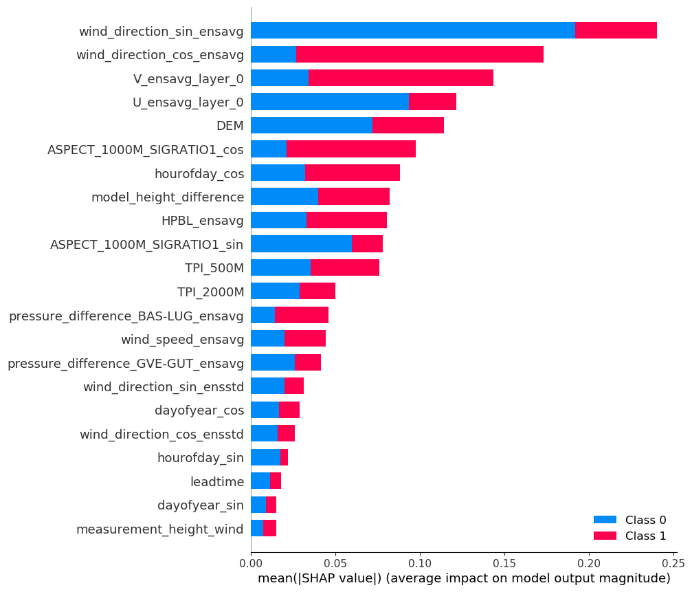 wind_direction_sin_ensavg
wind_direction_cos_ensavg
V_ensavg_layer_0
U_ensavg_layer_0
DEM
ASPECT_1000M_SIGRATIO1_cos
hourofday_cos
model_height_difference
HPBL_ensavg
ASPECT_1000M_SIGRATIO1_sin
TPI_500M
TPI_2000M
pressure_difference_BAS-LUG_ensavg
wind_speed_ensavg
pressure_difference_GVE-GUT_ensavg
wind_direction_sin_ensstd
dayofyear_cos
wind_direction_cos_ensstd
hourofday_sin
leadtime
dayofyear_sin
measurement_height_wind
Class 0
Class 1
0.00 0.05 0.10 0.15 0.20 0.25
mean(|SHAP value|) (average impact on model output magnitude)